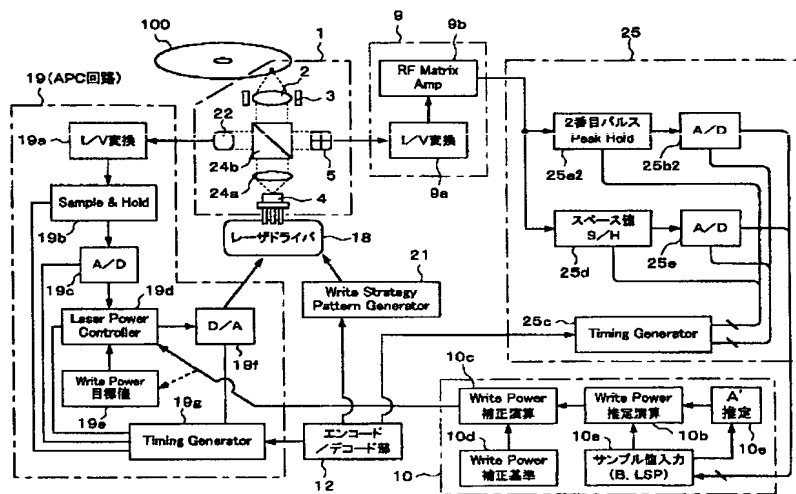 100
1
2
3
22
24b
24a
5
4
19(APC回路)
19a
I/V変換
Sample & Hold
19b
A/D
19c
19d
Laser Power
Controller
D/A
19f
Write Power
目標値
19e
19g
Timing Generator
レーザドライバ
18
21
Write Strategy
Pattern Generator
エンコード
/デコード部
12
9
9b
RF Matrix
Amp
I/V変換
9a
25
2番目パルス
Peak Hold
25a2
A/D
25b2
スペース値
S/H
25d
A/D
25e
25c
Timing Generator
10c
Write Power
補正演算
10d
Write Power
補正基準
10
Write Power
推定演算
10b
10a
サンプル値入力
(B, LSP)
A'
推定
10e